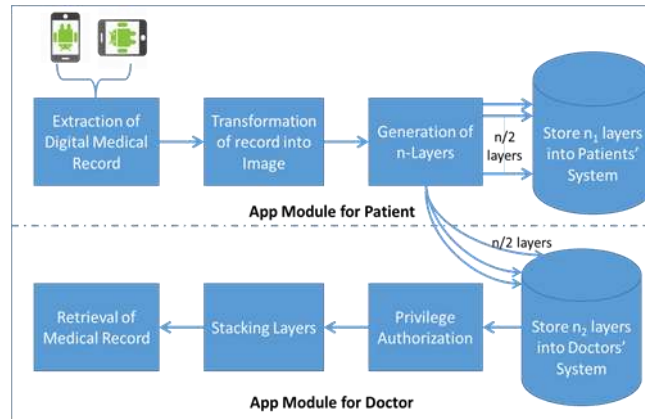 Extraction of
Digital Medical
Record
Transformation
of record into
Image
Generation of
n-Layers
n/2
layers
Store n₁ layers
into Patients'
System
App Module for Patient
n/2 layers
Retrieval of
Medical Record
Stacking Layers
Privilege
Authorization
Store n₂ layers
into Doctors'
System
App Module for Doctor